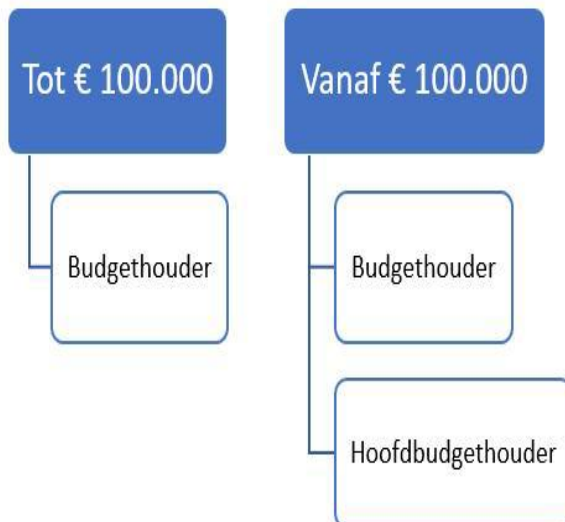 Tot € 100.000
Budgethouder
Vanaf € 100.000
Budgethouder
Hoofdbudgethouder